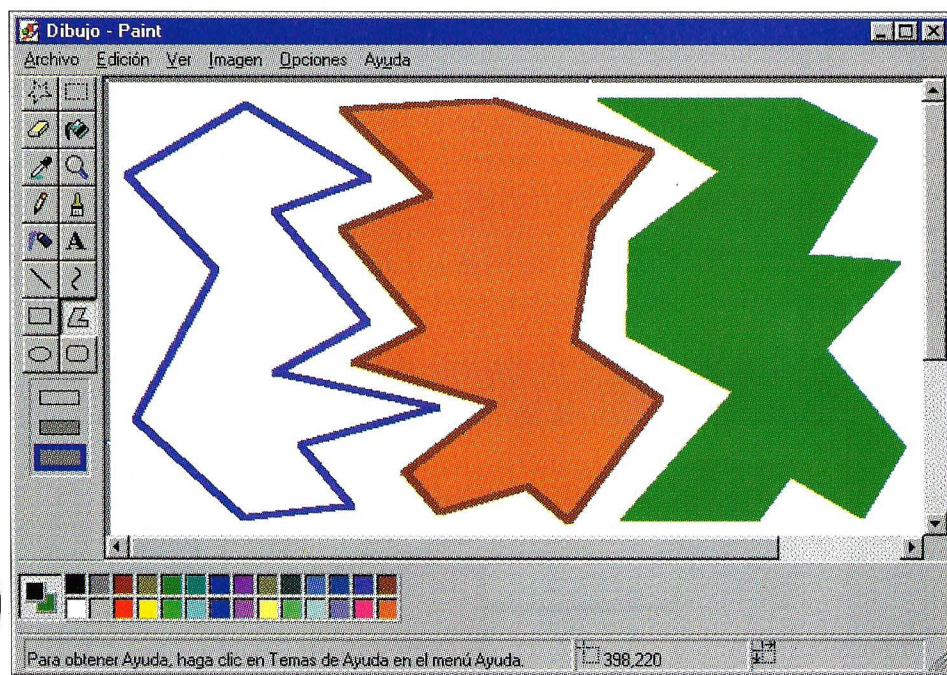 Dibujo - Paint
Archivo Edición Ver Imagen Opciones Ayuda
A
Para obtener Ayuda, haga clic en Temas de Ayuda en el menú Ayuda.
398,220